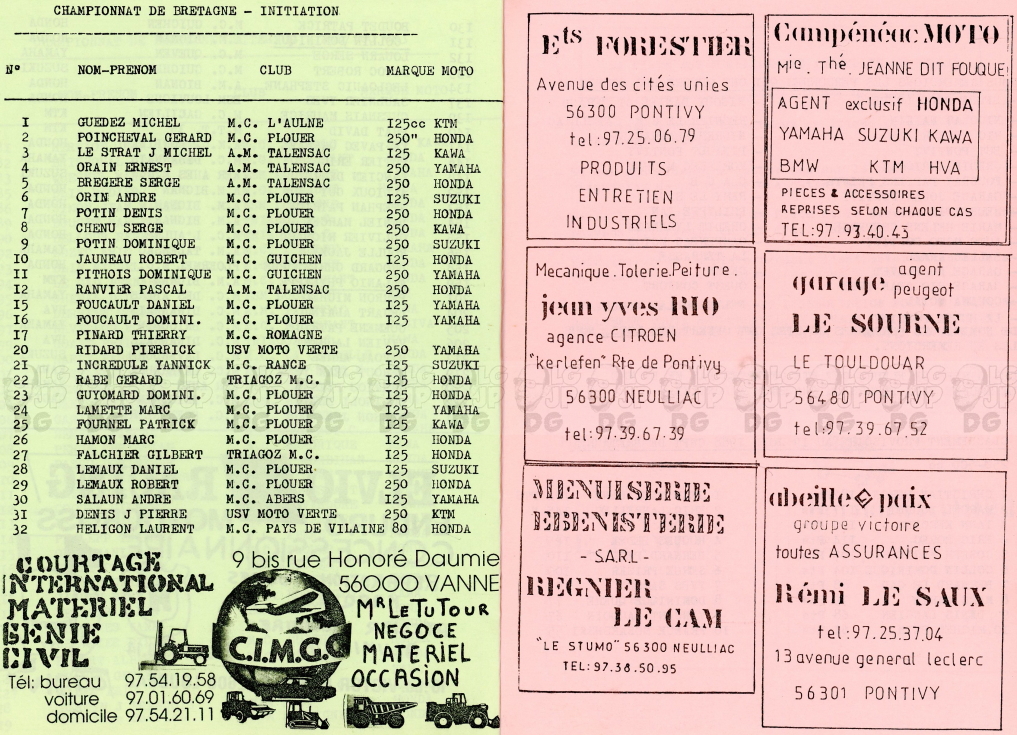 CHAMPIONNAT DE BRETAGNE - INITIATION
N° NOM-PRENOM CLUB MARQUE MOTO
I GUEDEZ MICHEL M.C. L'AULNE I25cc KTM
2 POINCHEVAL GERARD M.C. PLOUER 250" HONDA
3 LE STRAT J MICHEL A.M. TALENSAC I25 KAWA
4 ORAIN ERNEST A.M. TALENSAC 250 YAMAHA
5 BREGERE SERGE A.M. TALENSAC 250 HONDA
6 ORIN ANDRE M.C. PLOUER I25 SUZUKI
7 POTIN DENIS M.C. PLOUER 250 HONDA
8 CHENU SERGE M.C. PLOUER 250 KAWA
9 POTIN DOMINIQUE M.C. PLOUER 250 SUZUKI
I0 JAUNEAU ROBERT M.C. GUICHEN I25 HONDA
II PITHOIS DOMINIQUE M.C. GUICHEN 250 YAMAHA
I2 RANVIER PASCAL A.M. TALENSAC 250 HONDA
I5 FOUCAULT DANIEL M.C. PLOUER I25 YAMAHA
I6 FOUCAULT DOMINI. M.C. PLOUER I25 YAMAHA
I7 PINARD THIERRY M.C. ROMAGNE
20 RIDARD PIERRICK USV MOTO VERTE 250 YAMAHA
2I INCREDULE YANNICK M.C. RANCE I25 SUZUKI
22 RABE GERARD TRIAGOZ M.C. I25 HONDA
23 GUYOMARD DOMINI. M.C. PLOUER I25 HONDA
24 LAMETTE MARC M.C. PLOUER I25 YAMAHA
25 FOURNEL PATRICK M.C. PLOUER I25 KAWA
26 HAMON MARC M.C. PLOUER I25 HONDA
27 FALCHIER GILBERT TRIAGOZ M.C. I25 HONDA
28 LEMAUX DANIEL M.C. PLOUER I25 SUZUKI
29 LEMAUX ROBERT M.C. PLOUER 250 HONDA
30 SALAUN ANDRE M.C. ABERS I25 YAMAHA
3I DENIS J PIERRE USV MOTO VERTE 250 KTM
32 HELIGON LAURENT M.C. PAYS DE VILAINE 80 HONDA
COURTAGE
INTERNATIONAL
MATERIEL
GENIE
CIVIL
Tél: bureau 97.54.19.58
voiture 97.01.60.69
domicile 97.54.21.11
C.I.M.G.C
9 bis rue Honoré Daumie
56000 VANNE
MR LE TUTOUR
NEGOCE
MATERIEL
OCCASION
Ets FORESTIER
Avenue des cités unies
56300 PONTIVY
tel:97.25.06.79
PRODUITS
ENTRETIEN
INDUSTRIELS
Campénéac MOTO
Mie. Thé. JEANNE DIT FOUQUE
AGENT exclusif HONDA
YAMAHA SUZUKI KAWA
BMW KTM HVA
PIECES & ACCESSOIRES
REPRISES SELON CHAQUE CAS
TEL:97.93.40.43
Mecanique.Tolerie.Peiture.
jean yves RIO
agence CITROEN
"kerlefen" Rte de Pontivy
56300 NEULLIAC
tel:97.39.67.39
garage agent
peugeot
LE SOURNE
LE TOULDOUAR
56480 PONTIVY
tel:97.39.67.52
MENUISERIE
EBENISTERIE
- S.A.R.L -
REGNIER
LE CAM
"LE STUMO" 56300 NEULLIAC
TEL:97.38.50.95
abeille paix
groupe victoire
toutes ASSURANCES
Rémi LE SAUX
tel:97.25.37.04
13 avenue general leclerc
56301 PONTIVY
LG JP DG